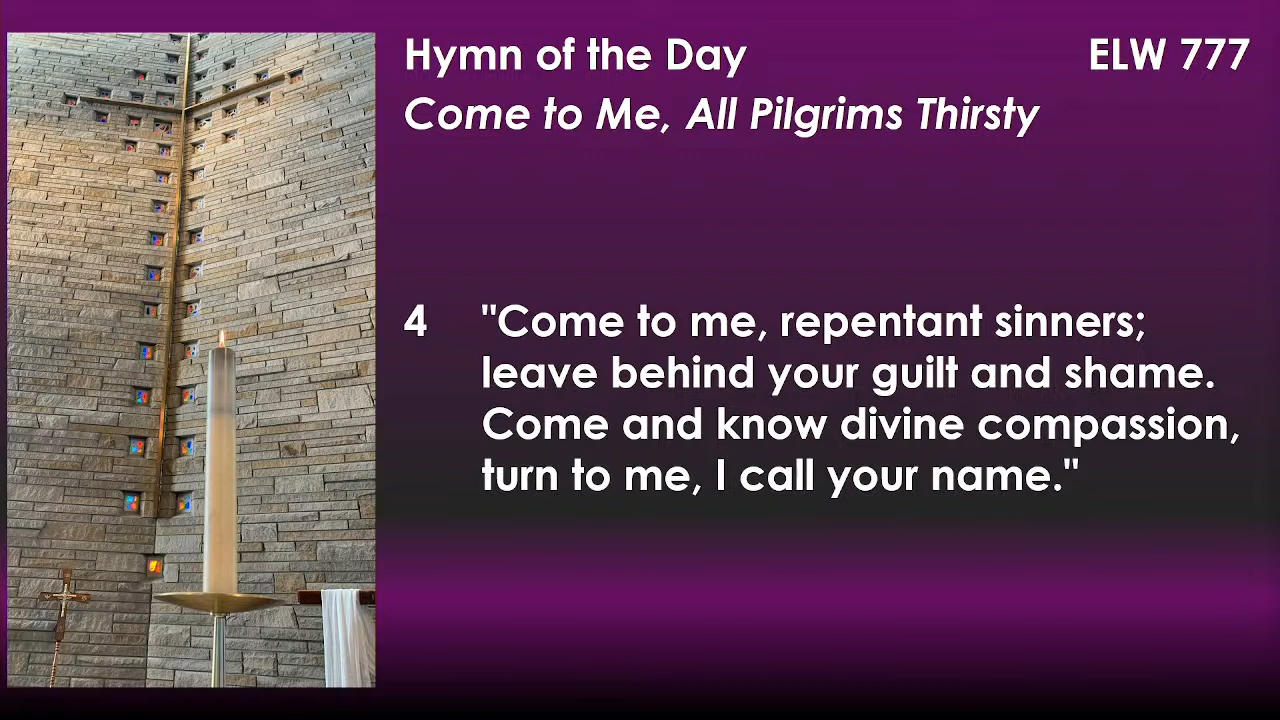 Hymn of the Day ELW 777
Come to Me, All Pilgrims Thirsty
4 "Come to me, repentant sinners;
leave behind your guilt and shame.
Come and know divine compassion,
turn to me, I call your name."